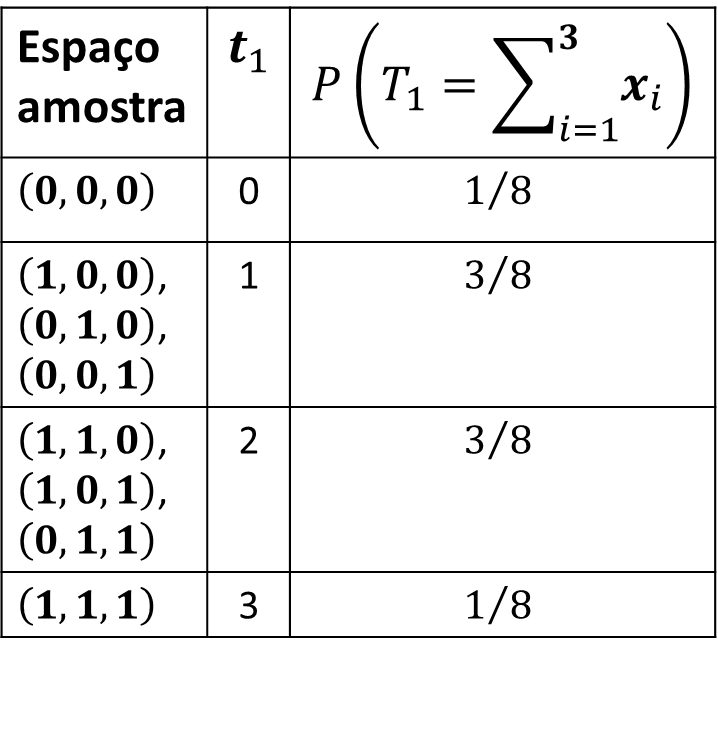 Espaço amostra | t₁ | P(T₁ = ∑³ᵢ₌₁ xᵢ)
(0, 0, 0) | 0 | 1/8
(1, 0, 0), | 1 | 3/8
(0, 1, 0),
(0, 0, 1)
(1, 1, 0), | 2 | 3/8
(1, 0, 1),
(0, 1, 1)
(1, 1, 1) | 3 | 1/8